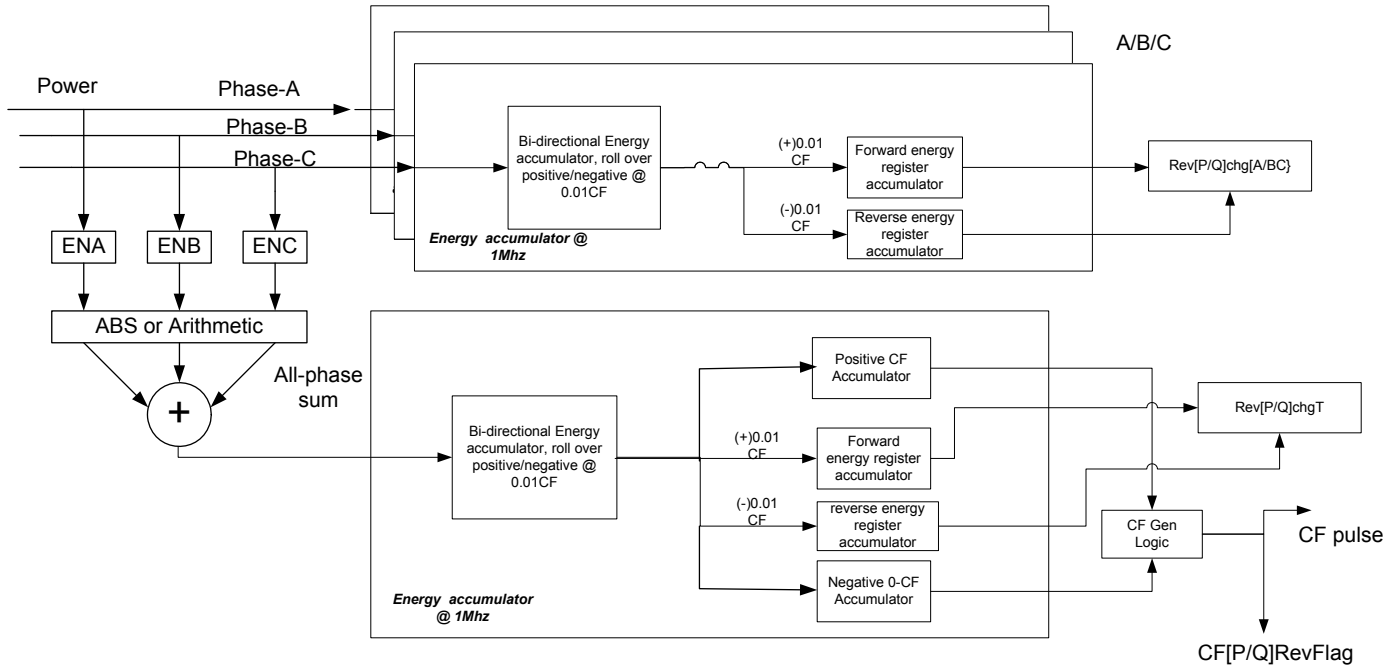 A/B/C
Power
Phase-A
Phase-B
Phase-C
Bi-directional Energy
accumulator, roll over
positive/negative @
0.01CF
(+)0.01
CF
Forward energy
register
accumulator
Rev[P/Q]chg[A/BC}
(-)0.01
CF
Reverse energy
register
accumulator
Energy accumulator @
1Mhz
ENA
ENB
ENC
ABS or Arithmetic
All-phase
sum
+
Bi-directional Energy
accumulator, roll over
positive/negative @
0.01CF
Positive CF
Accumulator
(+)0.01
CF
Forward
energy register
accumulator
Rev[P/Q]chgT
(-)0.01
CF
reverse energy
register
accumulator
CF Gen
Logic
CF pulse
Negative 0-CF
Accumulator
Energy accumulator
@ 1Mhz
CF[P/Q]RevFlag